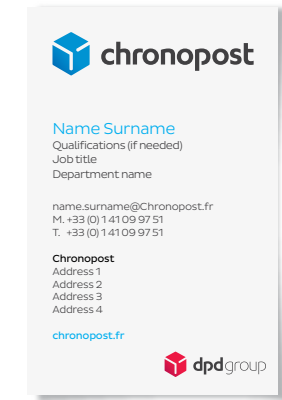 chronopost
Name Surname
Qualifications (if needed)
Job title
Department name
name.surname@Chronopost.fr
M. +33 (0) 1 41 09 97 51
T. +33 (0) 1 41 09 97 51
Chronopost
Address 1
Address 2
Address 3
Address 4
chronopost.fr
dpdgroup